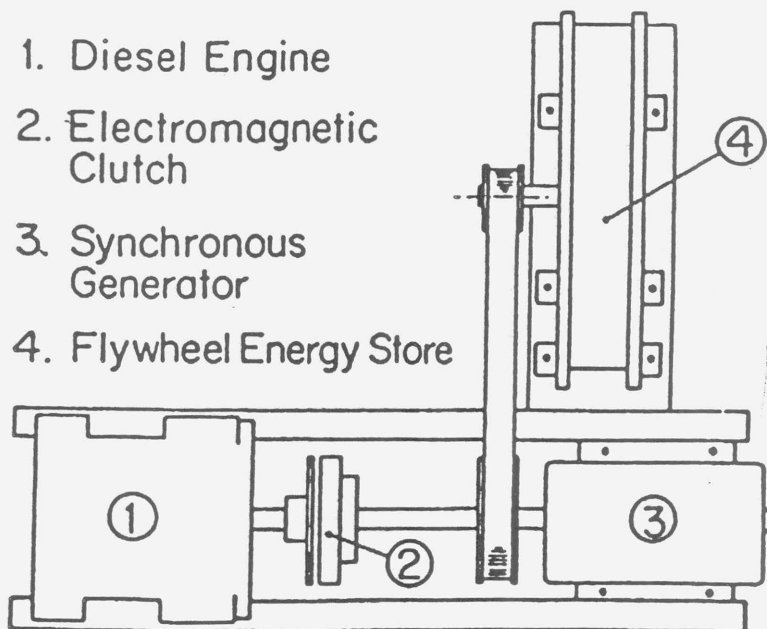 1. Diesel Engine
2. Electromagnetic
Clutch
3. Synchronous
Generator
4. Flywheel Energy Store
4
1
2
3